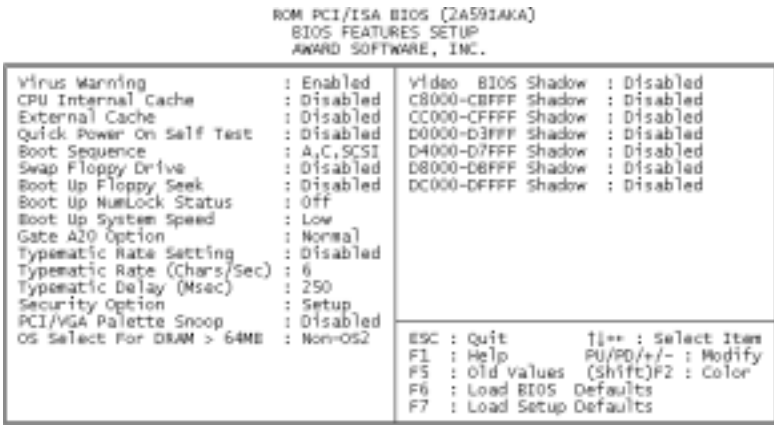 ROM PCI/ISA BIOS (2A59IAKA)
BIOS FEATURES SETUP
AWARD SOFTWARE, INC.
Virus Warning : Enabled
CPU Internal Cache : Disabled
External Cache : Disabled
Quick Power On Self Test : Disabled
Boot Sequence : A,C,SCSI
Swap Floppy Drive : Disabled
Boot Up Floppy Seek : Disabled
Boot Up NumLock Status : Off
Boot Up System Speed : Low
Gate A20 Option : Normal
Typematic Rate Setting : Disabled
Typematic Rate (Chars/Sec) : 6
Typematic Delay (Msec) : 250
Security Option : Setup
PCI/VGA Palette Snoop : Disabled
OS Select For DRAM > 64MB : Non-OS2
Video BIOS Shadow : Disabled
C8000-CBFFF Shadow : Disabled
CC000-CFFFF Shadow : Disabled
D0000-D3FFF Shadow : Disabled
D4000-D7FFF Shadow : Disabled
D8000-DBFFF Shadow : Disabled
DC000-DFFFF Shadow : Disabled
ESC : Quit ↑↓→← : Select Item
F1 : Help PU/PD/+/- : Modify
F5 : Old Values (Shift)F2 : Color
F6 : Load BIOS Defaults
F7 : Load Setup Defaults